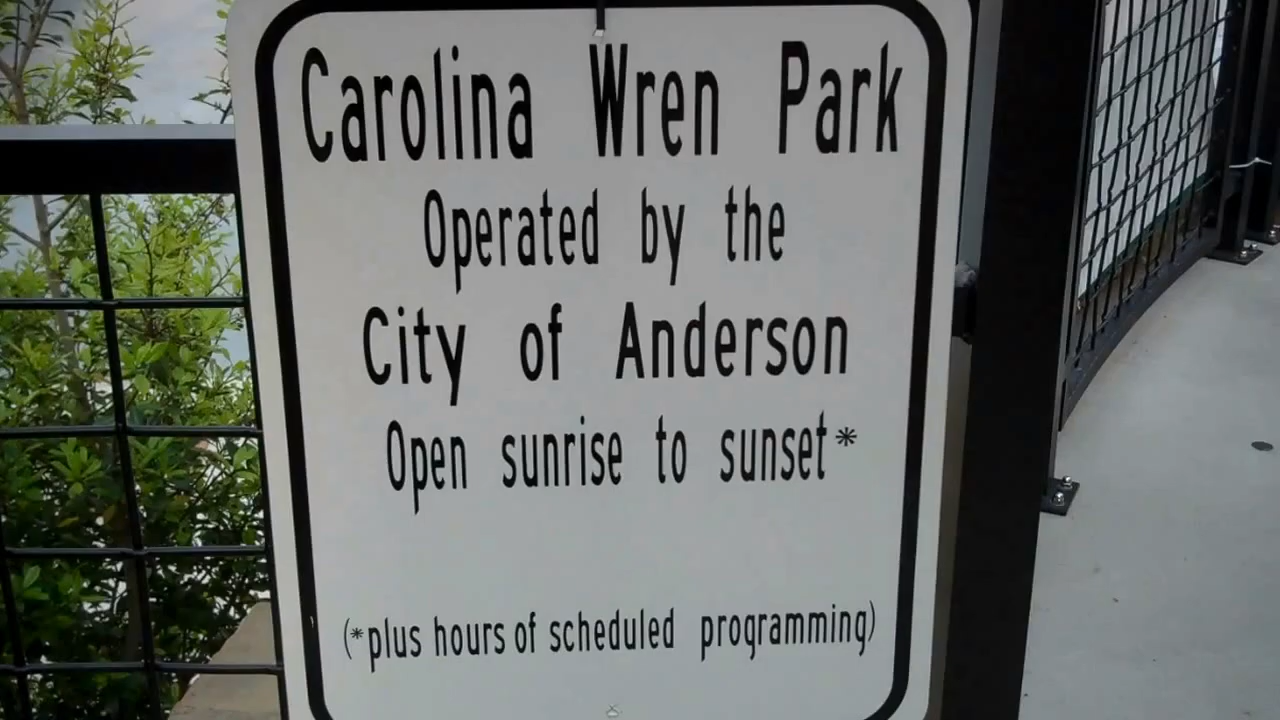 Carolina Wren Park
Operated by the
City of Anderson
Open sunrise to sunset*
(*plus hours of scheduled programming)